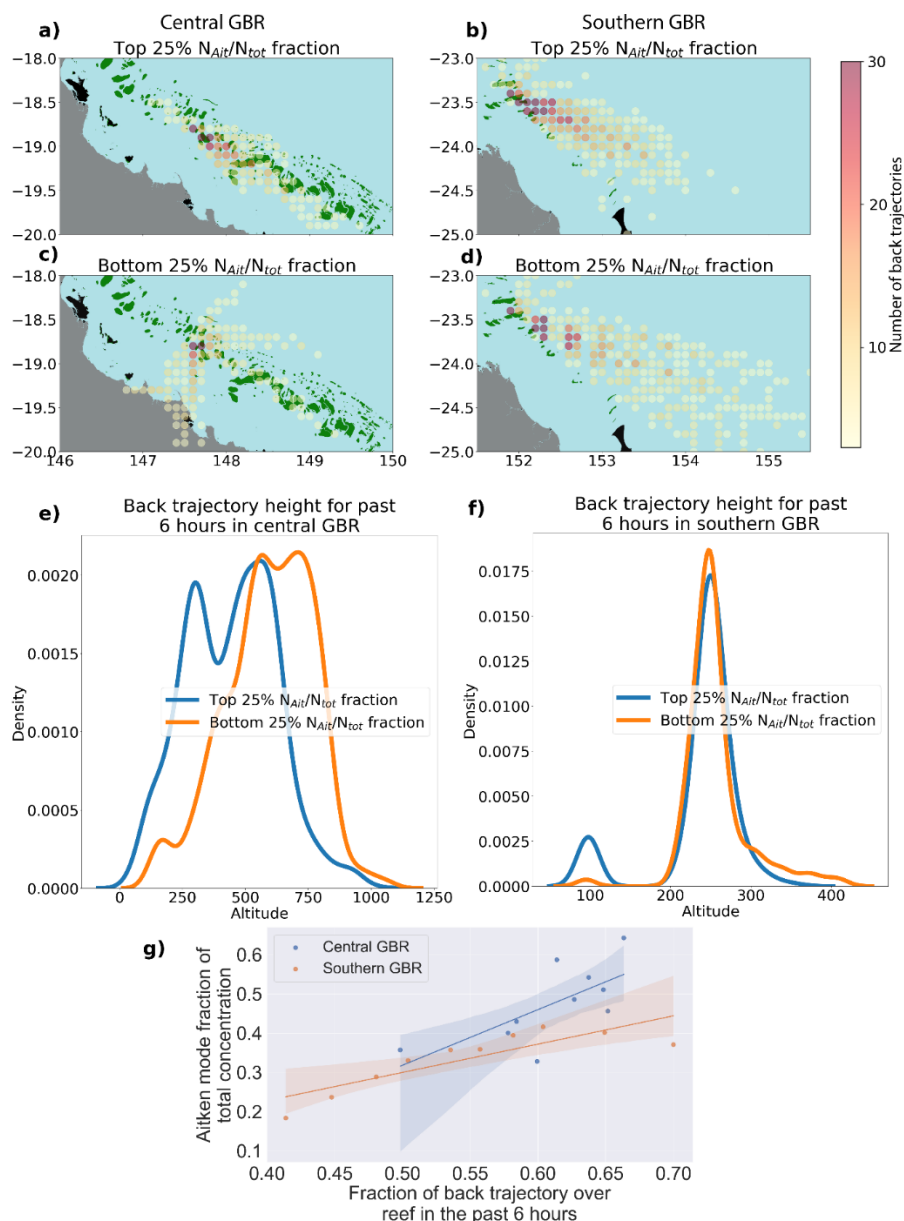 Central GBR
Southern GBR
a)
Top 25% N_Ait/N_tot fraction
b)
Top 25% N_Ait/N_tot fraction
−18.0
−18.5
−19.0
−19.5
−20.0
−23.0
−23.5
−24.0
−24.5
−25.0
30
20
10
Number of back trajectories
c)
Bottom 25% N_Ait/N_tot fraction
d)
Bottom 25% N_Ait/N_tot fraction
−18.0
−18.5
−19.0
−19.5
−20.0
146 147 148 149 150
−23.0
−23.5
−24.0
−24.5
−25.0
152 153 154 155
e)
Back trajectory height for past
6 hours in central GBR
Density
0.0020
0.0015
0.0010
0.0005
0.0000
Top 25% N_Ait/N_tot fraction
Bottom 25% N_Ait/N_tot fraction
0 250 500 750 1000 1250
Altitude
f)
Back trajectory height for past
6 hours in southern GBR
Density
0.0175
0.0150
0.0125
0.0100
0.0075
0.0050
0.0025
0.0000
Top 25% N_Ait/N_tot fraction
Bottom 25% N_Ait/N_tot fraction
100 200 300 400
Altitude
g)
Central GBR
Southern GBR
Aitken mode fraction of
total concentration
0.6
0.5
0.4
0.3
0.2
0.1
0.40 0.45 0.50 0.55 0.60 0.65 0.70
Fraction of back trajectory over
reef in the past 6 hours